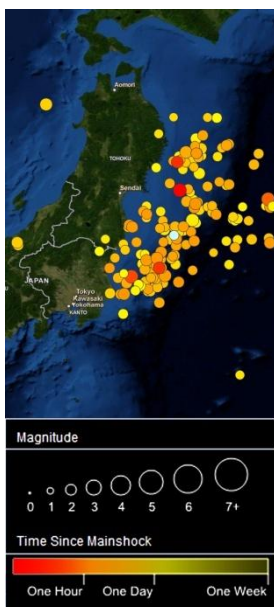 Aomori
TOHOKU
Sendai
JAPAN
Tokyo
Kawasaki
Yokohama
KANTO
Magnitude
0 1 2 3 4 5 6 7+
Time Since Mainshock
One Hour One Day One Week